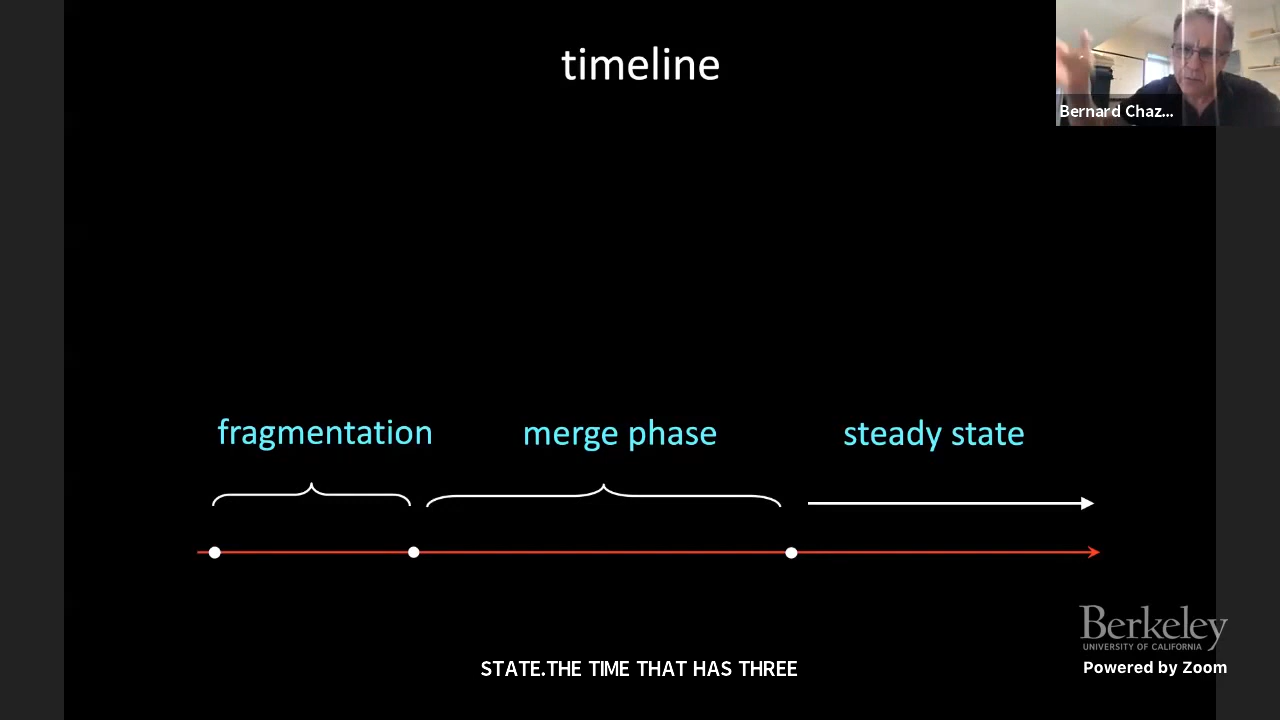 timeline
Bernard Chaz...
fragmentation
merge phase
steady state
Berkeley
UNIVERSITY OF CALIFORNIA
Powered by Zoom
STATE.THE TIME THAT HAS THREE